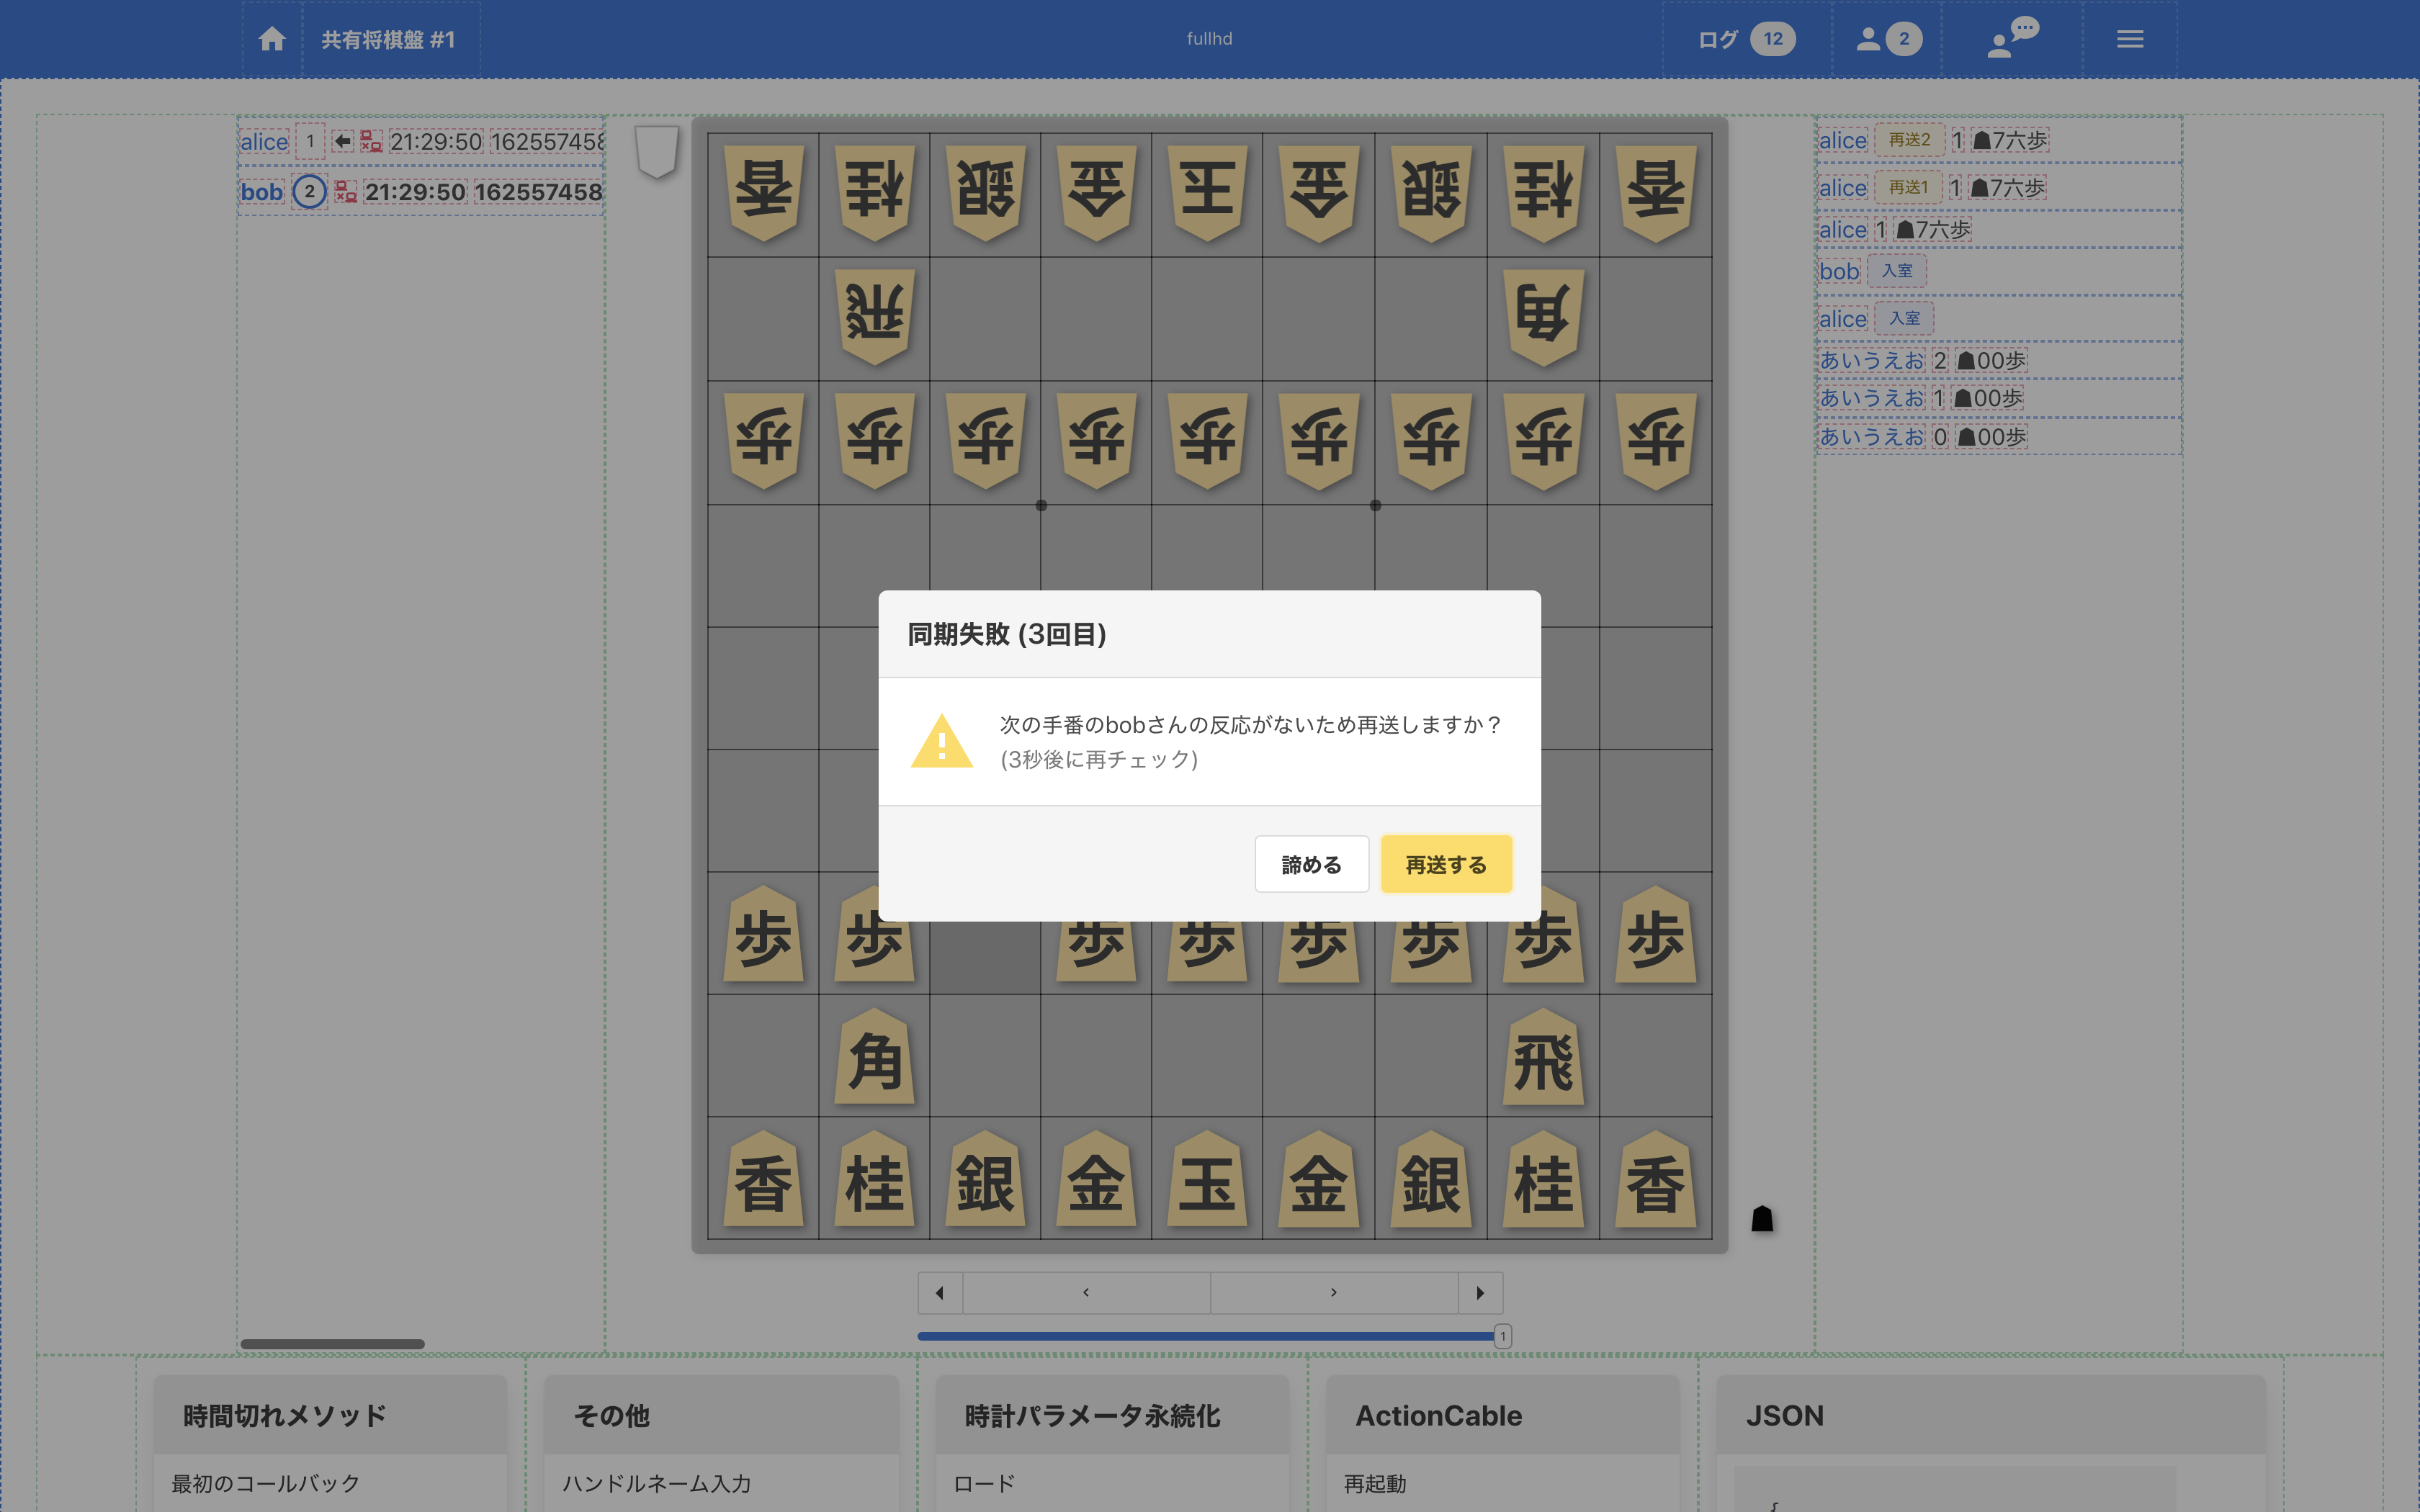 共有将棋盤 #1
fullhd
ログ 12
2
alice 1 21:29:50 162557458
bob 2 21:29:50 162557458
香 桂 銀 金 玉 金 銀 桂 香
飛 角
歩 歩 歩 歩 歩 歩 歩 歩 歩
alice 再送2 1 ☗7六歩
alice 再送1 1 ☗7六歩
alice 1 ☗7六歩
bob 入室
alice 入室
あいうえお 2 ☗00歩
あいうえお 1 ☗00歩
あいうえお 0 ☗00歩
同期失敗 (3回目)
次の手番のbobさんの反応がないため再送しますか？
(3秒後に再チェック)
諦める
再送する
歩 歩 歩 歩 歩 歩 歩 歩
角 飛
香 桂 銀 金 玉 金 銀 桂 香
1
時間切れメソッド
最初のコールバック
その他
ハンドルネーム入力
時計パラメータ永続化
ロード
ActionCable
再起動
JSON